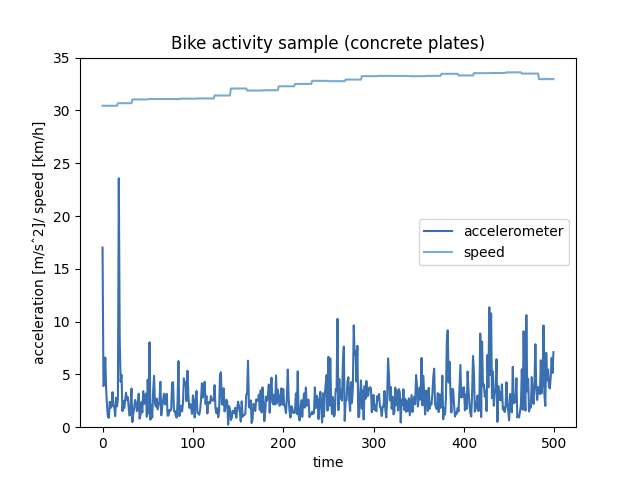 Bike activity sample (concrete plates)
35
30
25
20
15
10
5
0
acceleration [m/s^2]/ speed [km/h]
accelerometer
speed
0 100 200 300 400 500
time